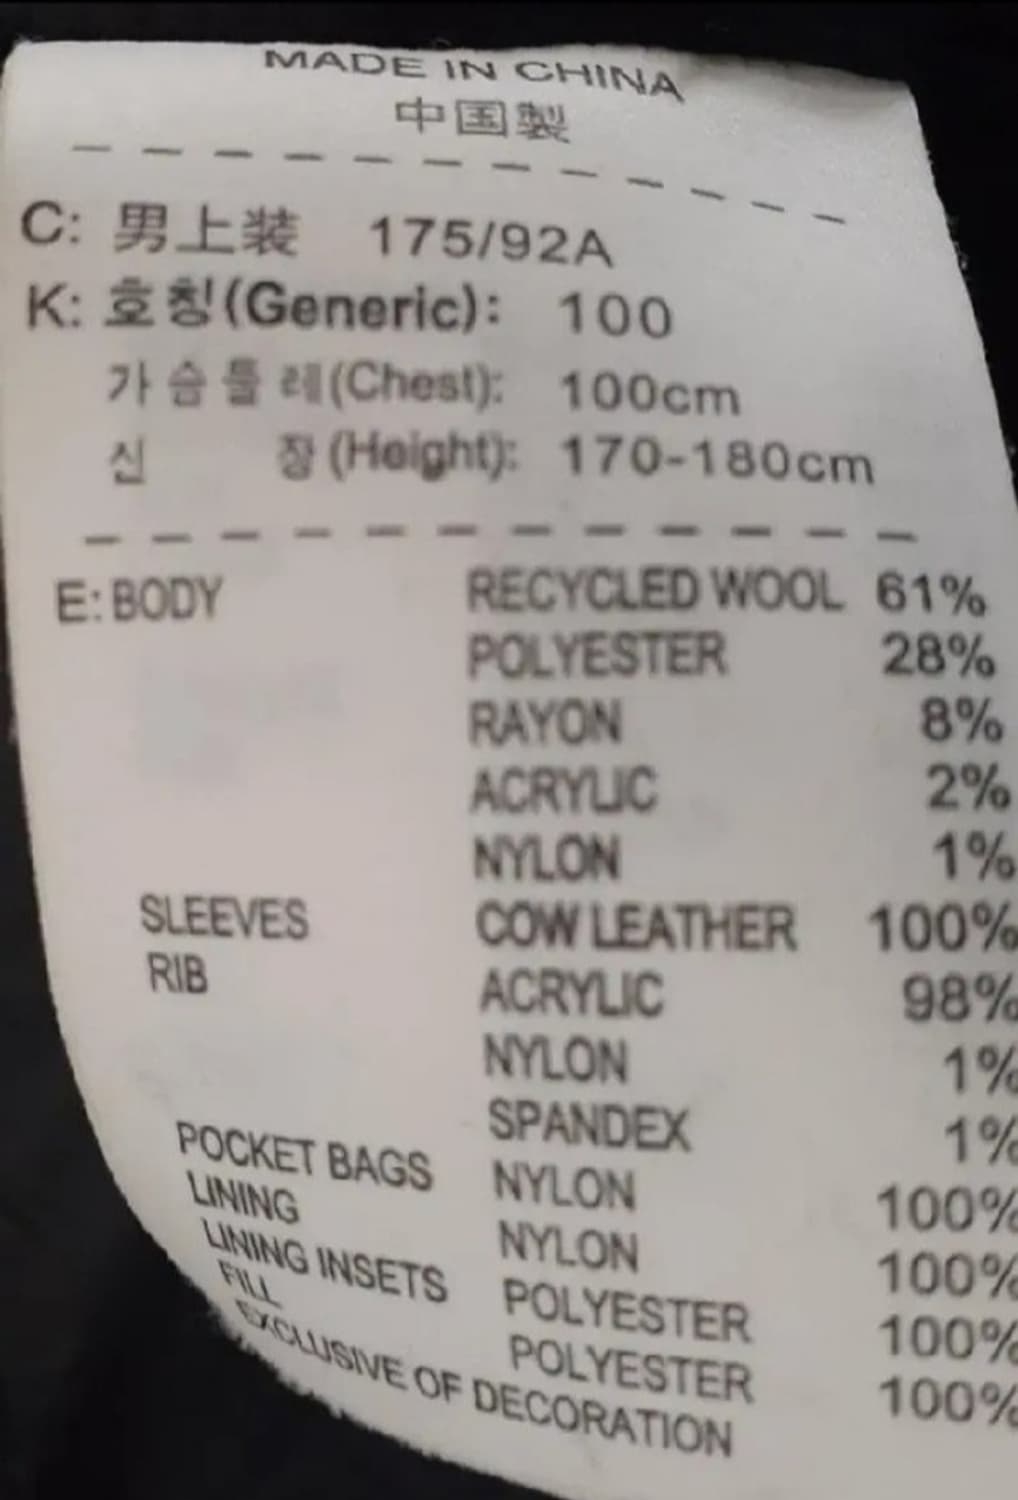 MADE IN CHINA
中国製
C: 男上装 175/92A
K: 호칭(Generic): 100
가슴둘레(Chest): 100cm
신 장(Height): 170-180cm
E: BODY RECYCLED WOOL 61%
POLYESTER 28%
RAYON 8%
ACRYLIC 2%
NYLON 1%
SLEEVES COW LEATHER 100%
RIB ACRYLIC 98%
NYLON 1%
SPANDEX 1%
POCKET BAGS NYLON 100%
LINING NYLON 100%
LINING INSETS POLYESTER 100%
FILL POLYESTER 100%
EXCLUSIVE OF DECORATION